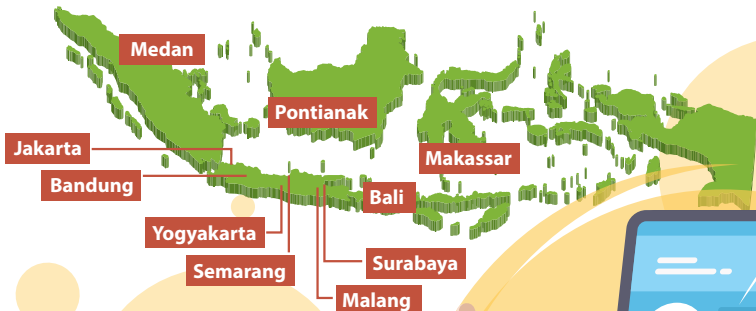 Medan
Pontianak
Jakarta
Makassar
Bandung
Bali
Yogyakarta
Semarang
Surabaya
Malang